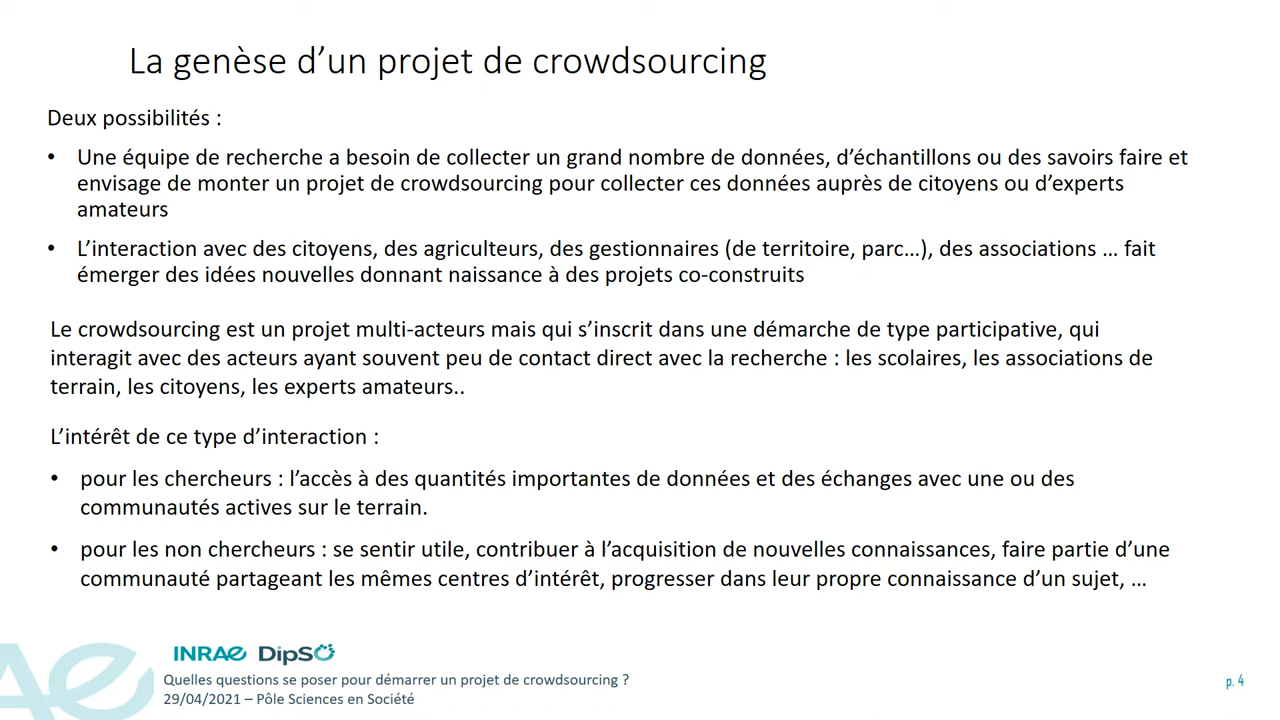 La genèse d’un projet de crowdsourcing
Deux possibilités :
• Une équipe de recherche a besoin de collecter un grand nombre de données, d’échantillons ou des savoirs faire et
envisage de monter un projet de crowdsourcing pour collecter ces données auprès de citoyens ou d’experts
amateurs
• L’interaction avec des citoyens, des agriculteurs, des gestionnaires (de territoire, parc…), des associations … fait
émerger des idées nouvelles donnant naissance à des projets co-construits
Le crowdsourcing est un projet multi-acteurs mais qui s’inscrit dans une démarche de type participative, qui
interagit avec des acteurs ayant souvent peu de contact direct avec la recherche : les scolaires, les associations de
terrain, les citoyens, les experts amateurs..
L’intérêt de ce type d’interaction :
• pour les chercheurs : l’accès à des quantités importantes de données et des échanges avec une ou des
communautés actives sur le terrain.
• pour les non chercheurs : se sentir utile, contribuer à l’acquisition de nouvelles connaissances, faire partie d’une
communauté partageant les mêmes centres d’intérêt, progresser dans leur propre connaissance d’un sujet, …
INRAE DipSO
Quelles questions se poser pour démarrer un projet de crowdsourcing ?
29/04/2021 – Pôle Sciences en Société
p. 4